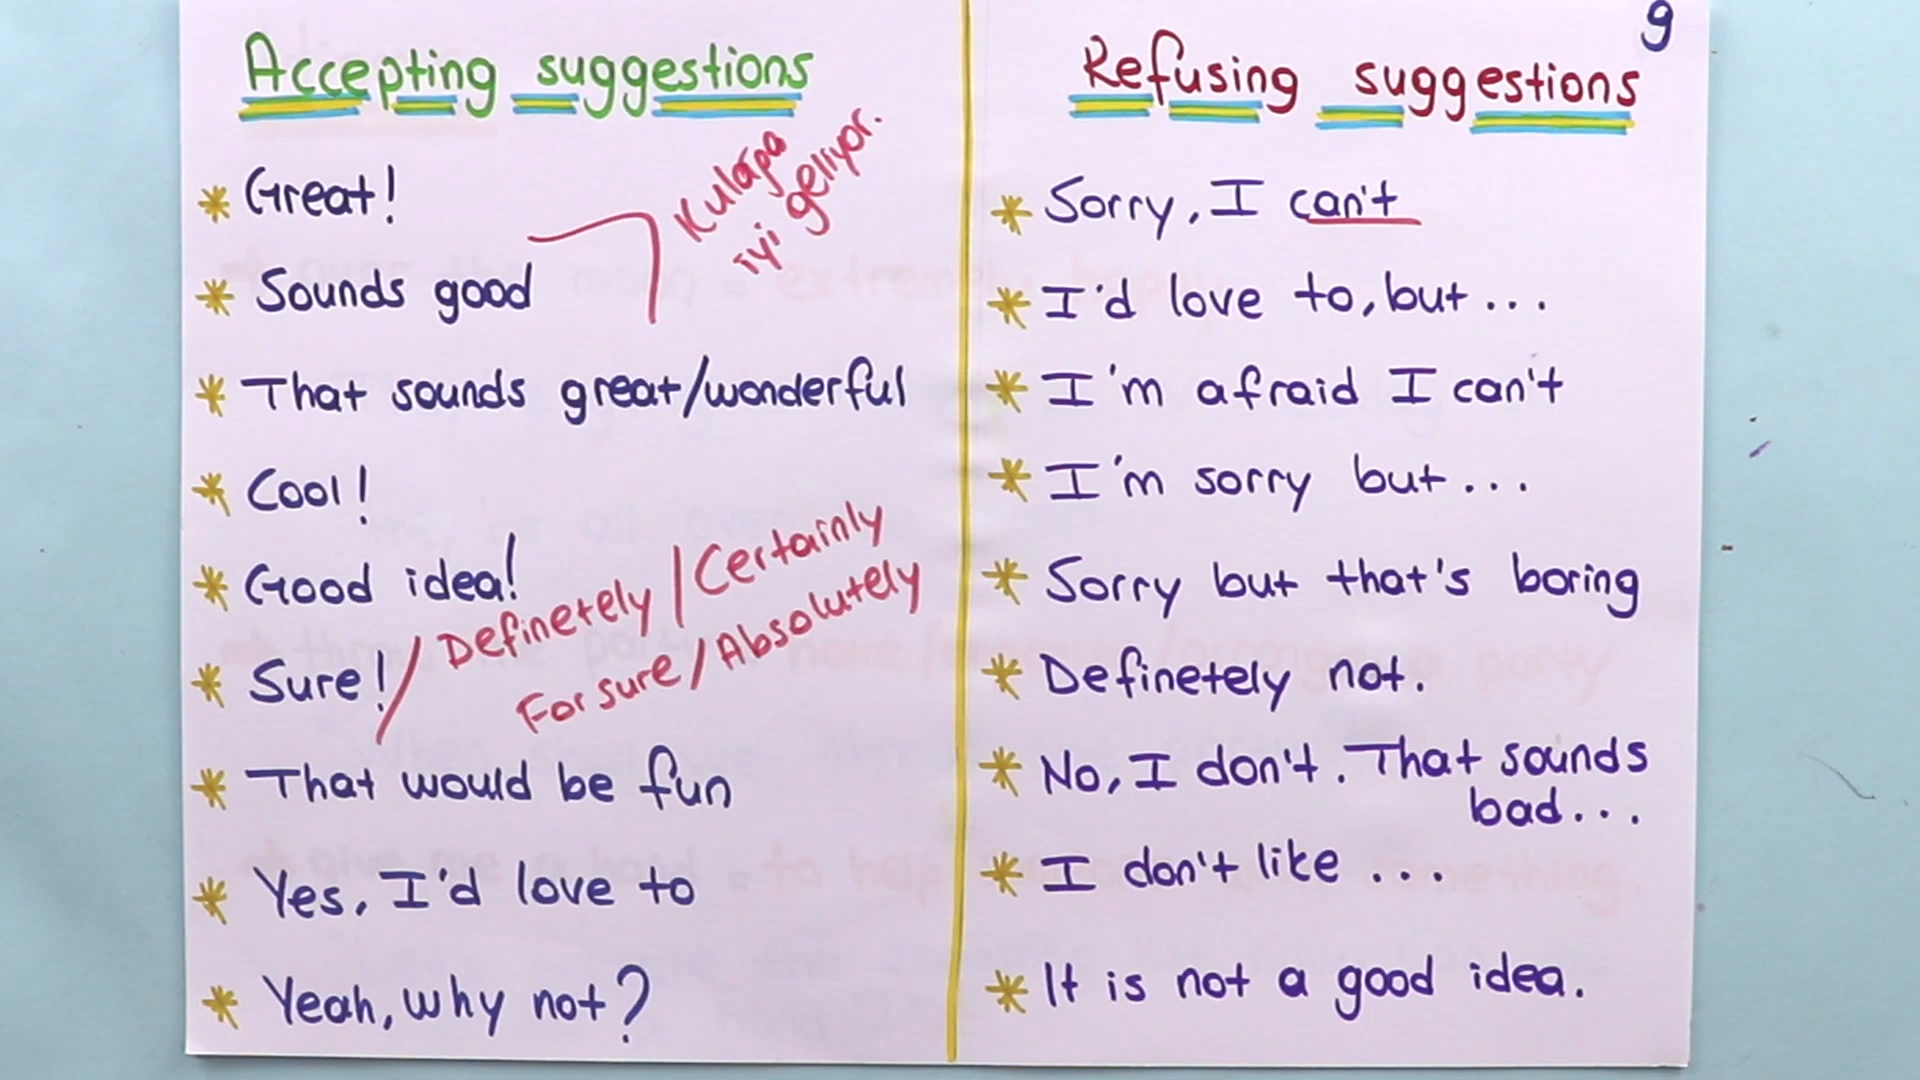 9
Accepting suggestions
* Great!
* Sounds good
Kulağa
iyi geliyor.
* That sounds great/wonderful
* Cool!
* Good idea!
* Sure! / Definetely / Certainly
For sure / Absolutely
* That would be fun
* Yes, I'd love to
* Yeah, why not?
Refusing suggestions
* Sorry, I can't
* I'd love to, but...
* I'm afraid I can't
* I'm sorry but...
* Sorry but that's boring
* Definetely not.
* No, I don't. That sounds
bad...
* I don't like ...
* It is not a good idea.